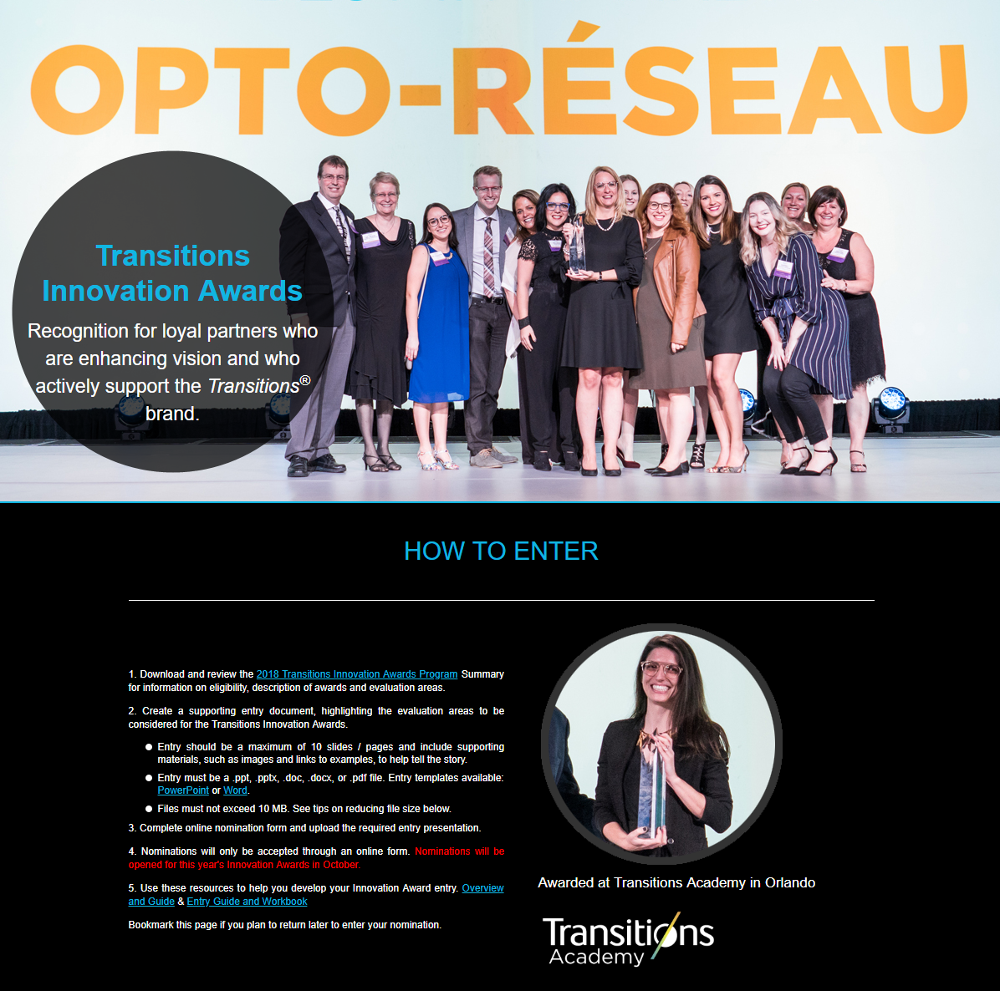 OPTO-RÉSEAU
Transitions
Innovation Awards
Recognition for loyal partners who
are enhancing vision and who
actively support the Transitions®
brand.
HOW TO ENTER
1. Download and review the 2018 Transitions Innovation Awards Program Summary
for information on eligibility, description of awards and evaluation areas.
2. Create a supporting entry document, highlighting the evaluation areas to be
considered for the Transitions Innovation Awards.
● Entry should be a maximum of 10 slides / pages and include supporting
materials, such as images and links to examples, to help tell the story.
● Entry must be a .ppt, .pptx, .doc, .docx, or .pdf file. Entry templates available:
PowerPoint or Word.
● Files must not exceed 10 MB. See tips on reducing file size below.
3. Complete online nomination form and upload the required entry presentation.
4. Nominations will only be accepted through an online form. Nominations will be
opened for this year's Innovation Awards in October.
5. Use these resources to help you develop your Innovation Award entry. Overview
and Guide & Entry Guide and Workbook
Bookmark this page if you plan to return later to enter your nomination.
Awarded at Transitions Academy in Orlando
Transitions
Academy